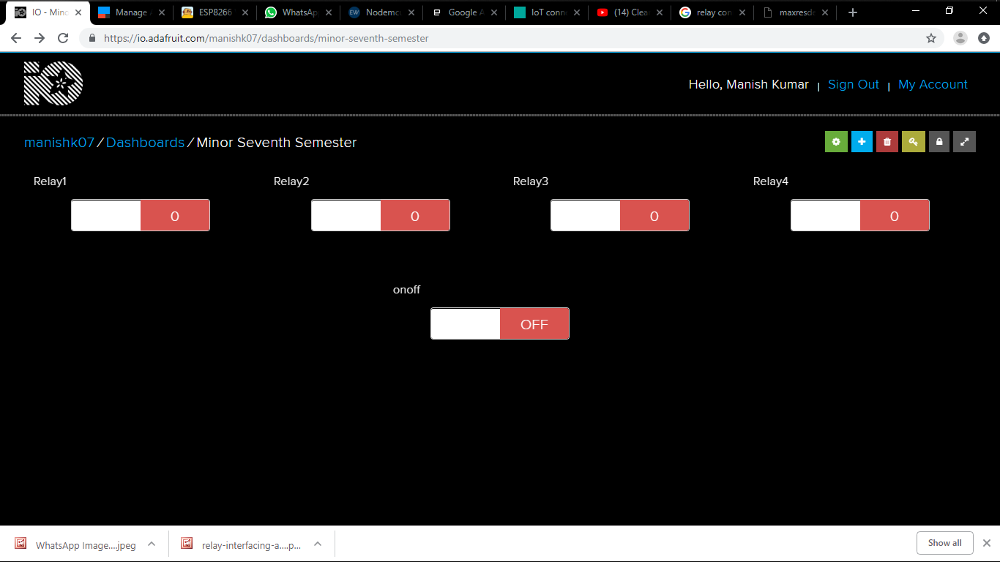 IO - Mino
Manage
ESP8266
WhatsAp
Nodemc
Google A
IoT conn
(14) Clea
relay con
maxresde
https://io.adafruit.com/manishk07/dashboards/minor-seventh-semester
Hello, Manish Kumar | Sign Out | My Account
manishk07 / Dashboards / Minor Seventh Semester
Relay1 Relay2 Relay3 Relay4
0 0 0 0
onoff
OFF
WhatsApp Image....jpeg relay-interfacing-a....p... Show all